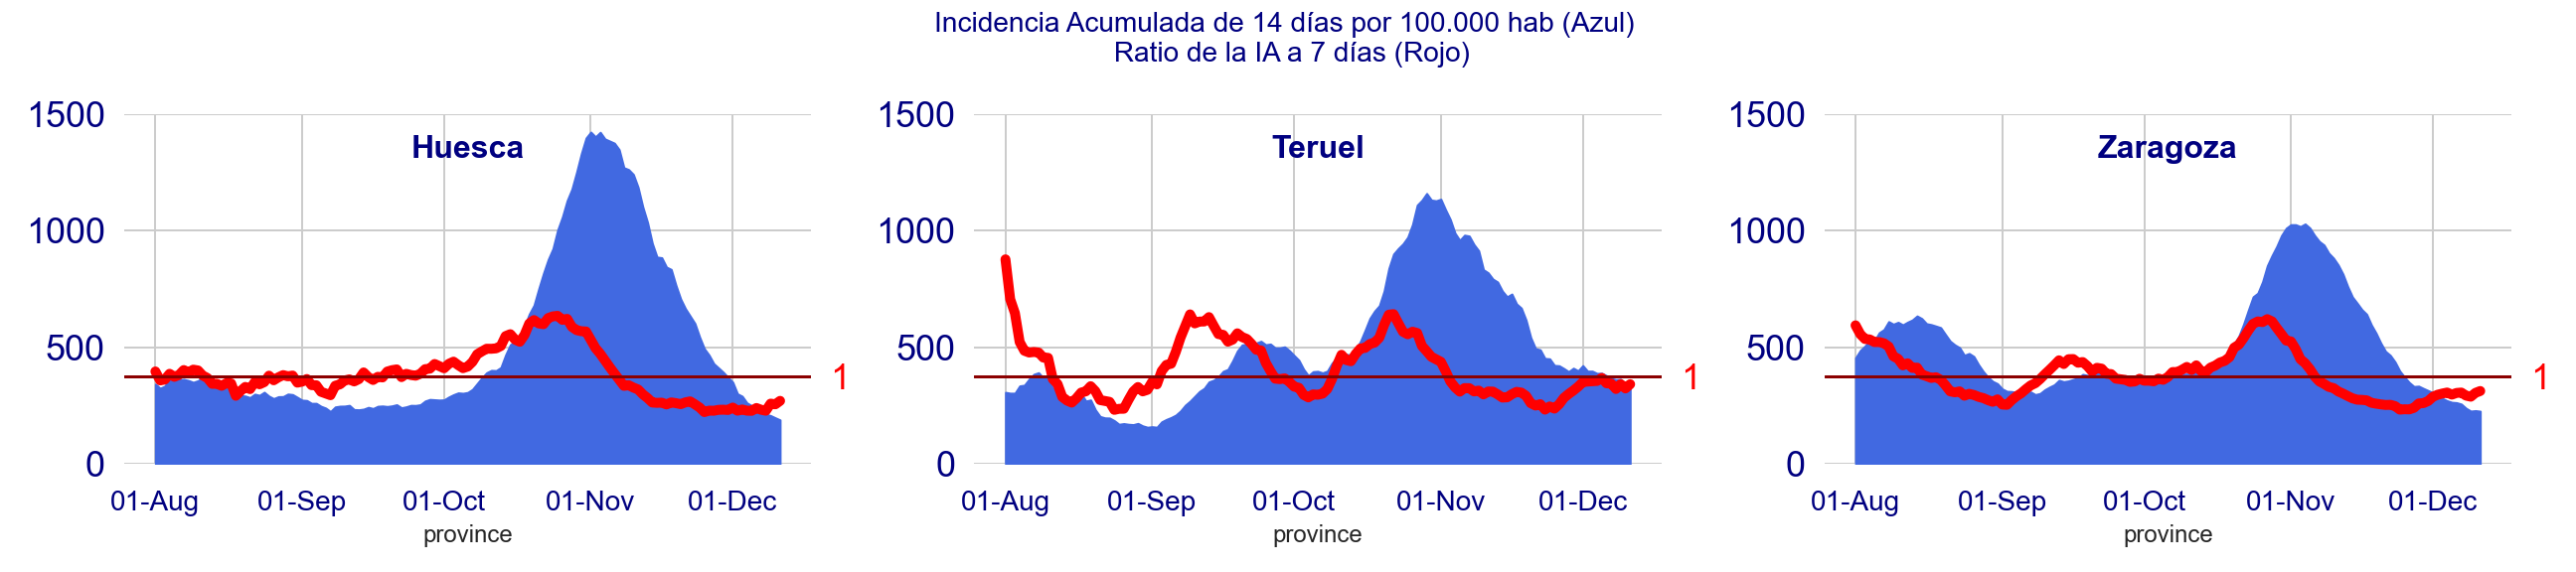 Incidencia Acumulada de 14 días por 100.000 hab (Azul)
Ratio de la IA a 7 días (Rojo)
Huesca
1500
1000
500
0
1
01-Aug 01-Sep 01-Oct 01-Nov 01-Dec
province
Teruel
1500
1000
500
0
1
01-Aug 01-Sep 01-Oct 01-Nov 01-Dec
province
Zaragoza
1500
1000
500
0
1
01-Aug 01-Sep 01-Oct 01-Nov 01-Dec
province